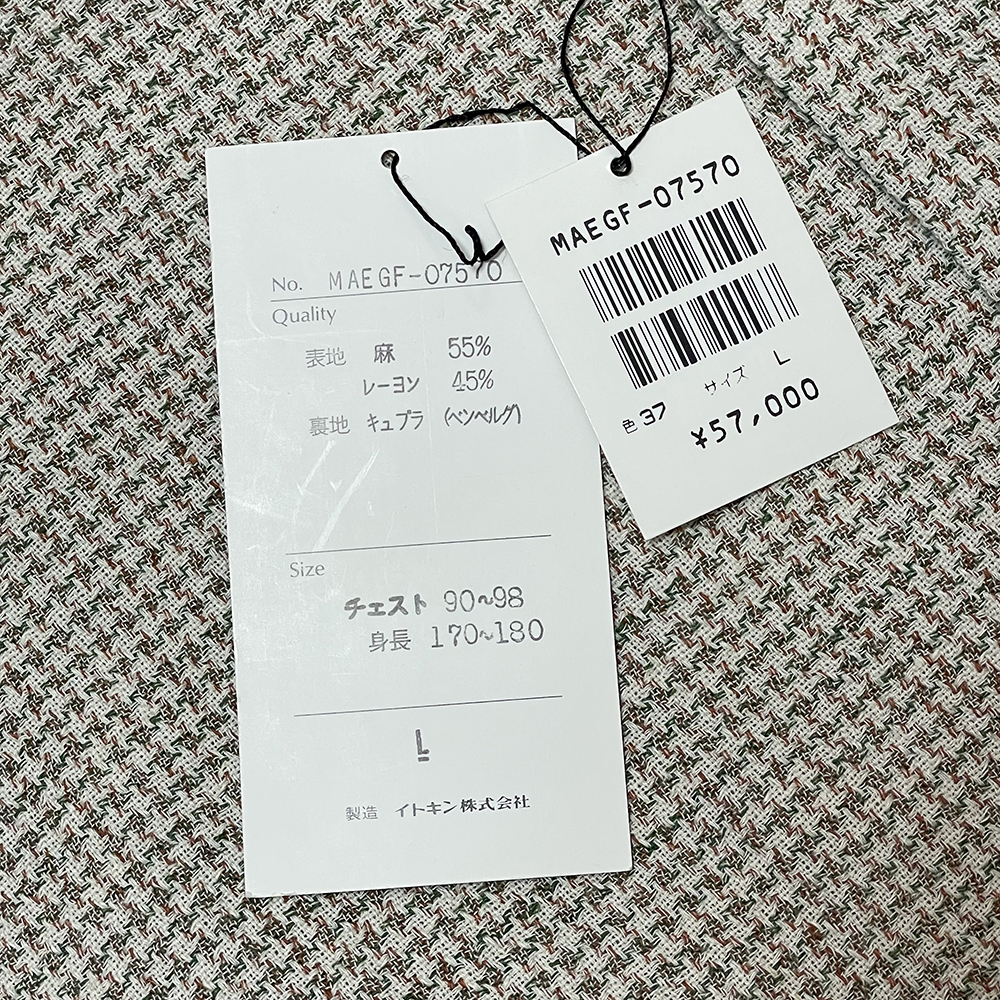 No. MAEGF-07570
Quality
表地 麻 55%
レーヨン 45%
裏地 キュプラ (ベンベルグ)
Size
チェスト 90~98
身長 170~180
L
製造 イトキン株式会社
MAEGF-07570
色 37 サイズ L
¥57,000